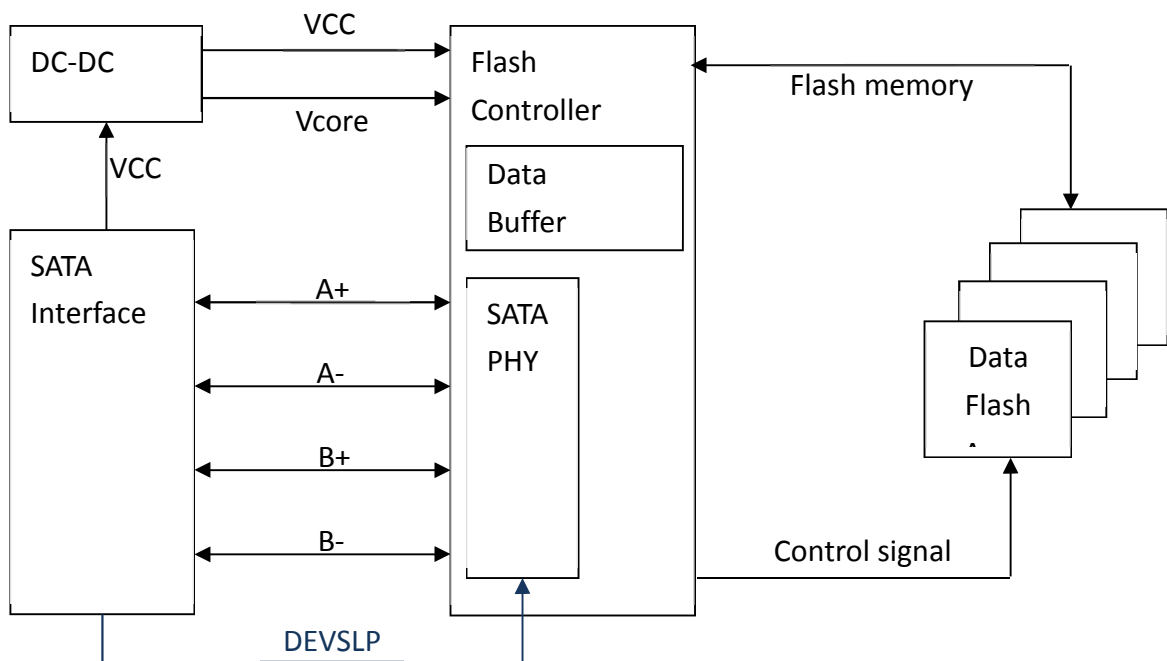 DC-DC
VCC
Vcore
VCC
Flash
Controller
Data
Buffer
SATA
PHY
SATA
Interface
A+
A-
B+
B-
DEVSLP
Flash memory
Data
Flash
Control signal